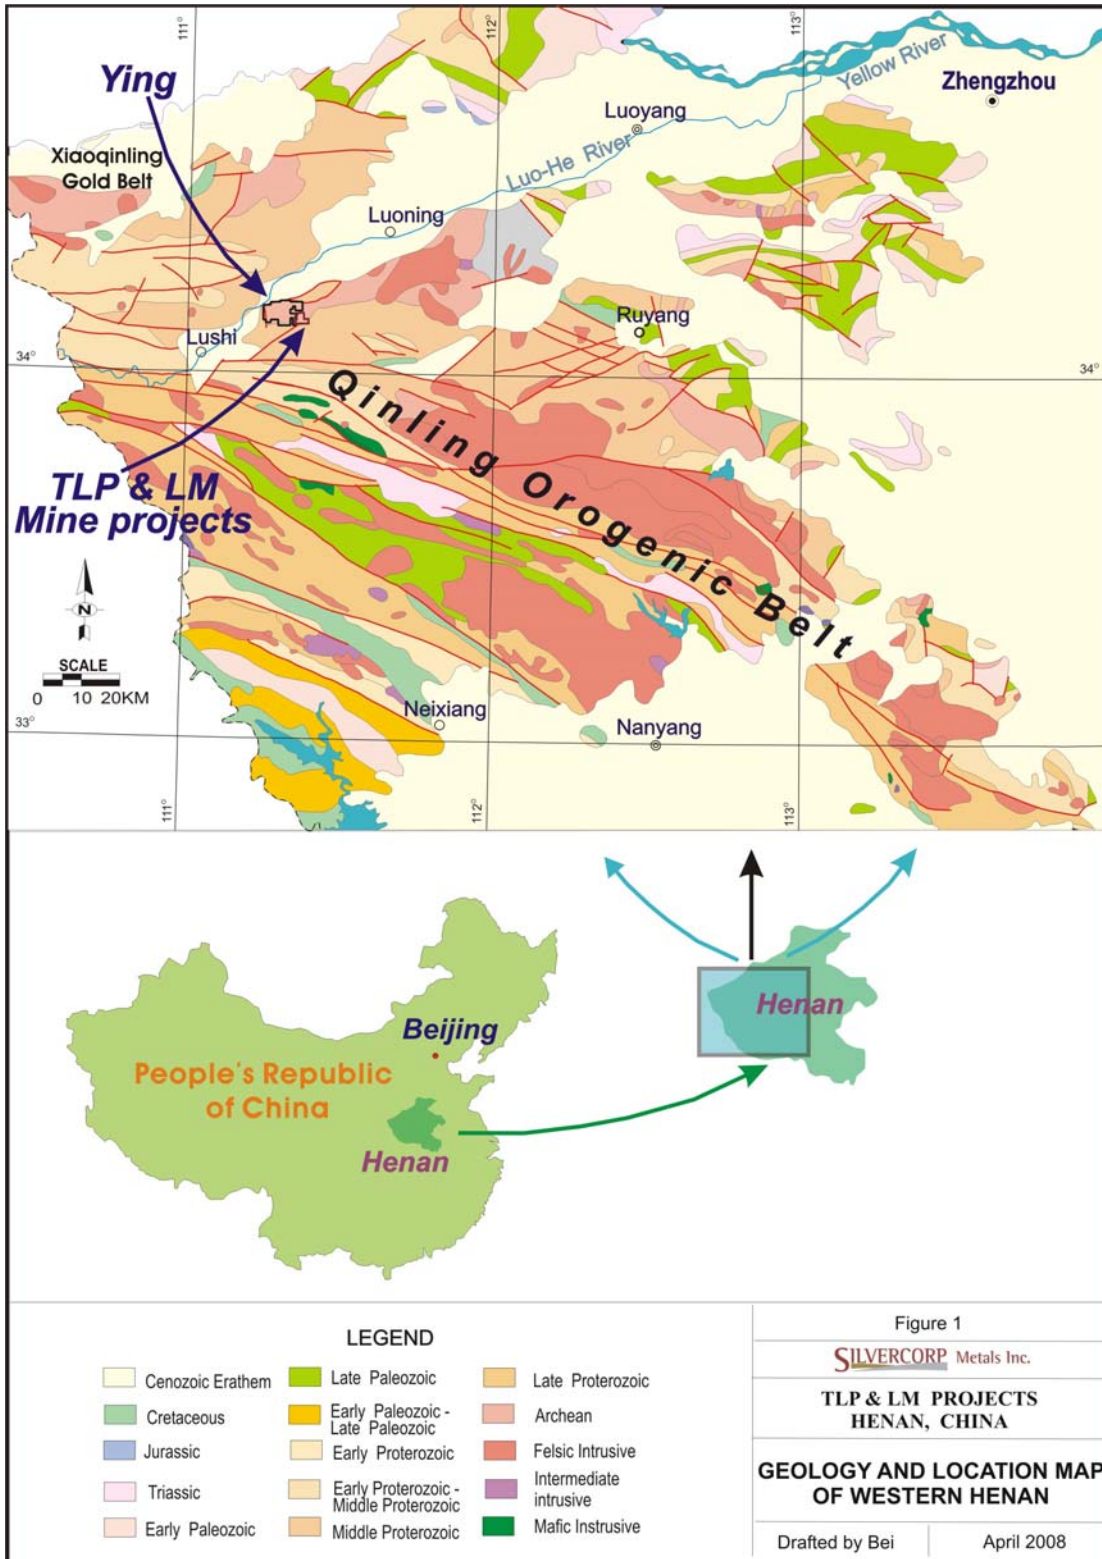 111°
112°
113°
Ying
Yellow River
Zhengzhou
Luoyang
Xiaoqinling
Gold Belt
Luo-He River
Luoning
Ruyang
Lushi
34°
34°
Qinling Orogenic Belt
TLP & LM
Mine projects
N
SCALE
0 10 20KM
Neixiang
Nanyang
33°
111°
112°
113°
Henan
Beijing
People's Republic
of China
Henan
LEGEND
Cenozoic Erathem
Cretaceous
Jurassic
Triassic
Early Paleozoic
Late Paleozoic
Early Paleozoic -
Late Paleozoic
Early Proterozoic
Early Proterozoic -
Middle Proterozoic
Middle Proterozoic
Late Proterozoic
Archean
Felsic Intrusive
Intermediate
intrusive
Mafic Instrusive
Figure 1
SILVERCORP Metals Inc.
TLP & LM PROJECTS
HENAN, CHINA
GEOLOGY AND LOCATION MAP
OF WESTERN HENAN
Drafted by Bei
April 2008